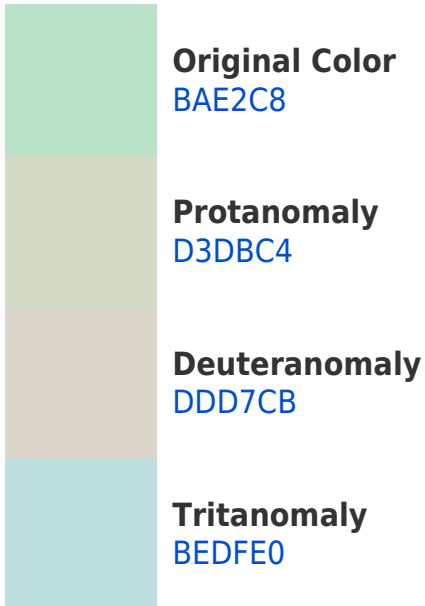 Original Color
BAE2C8
Protanomaly
D3DBC4
Deuteranomaly
DDD7CB
Tritanomaly
BEDFE0